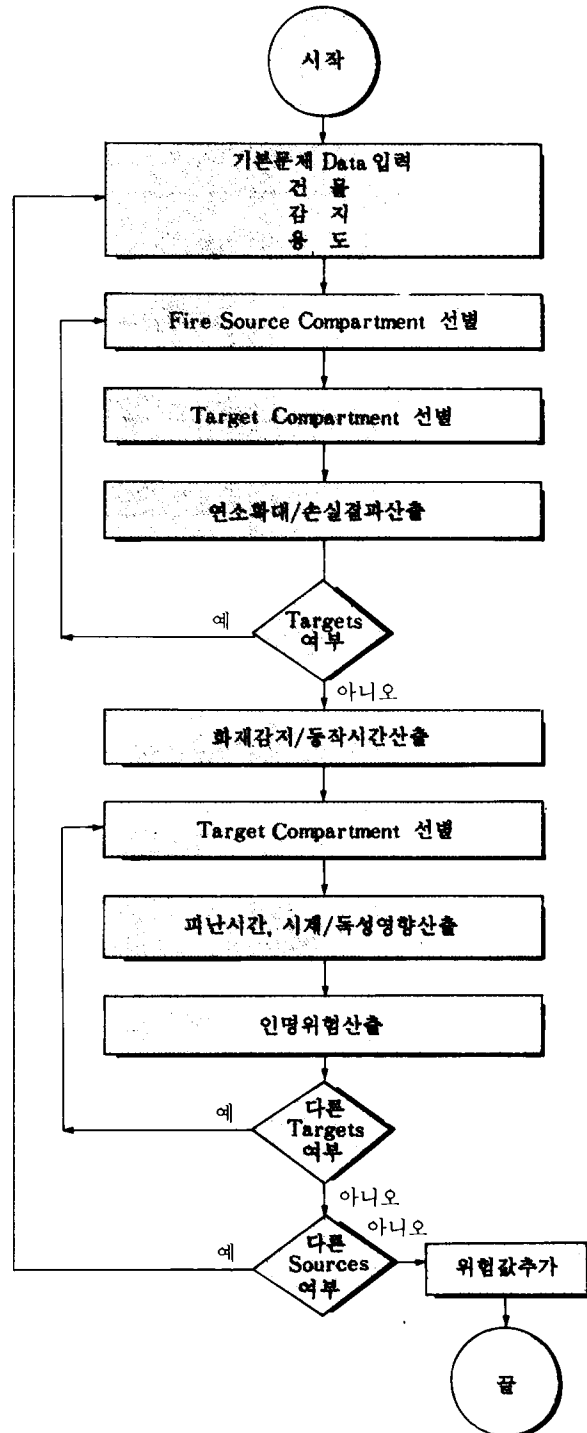 시작
기본문제 Data 입력
건 물
감 지
용 도
Fire Source Compartment 선별
Target Compartment 선별
연소확대/손실결과산출
예
Targets
여부
아니오
화재감지/동작시간산출
Target Compartment 선별
피난시간, 시계/독성영향산출
인명위험산출
예
다른
Targets
여부
아니오
예
다른
Sources
여부
아니오
위험값추가
끝